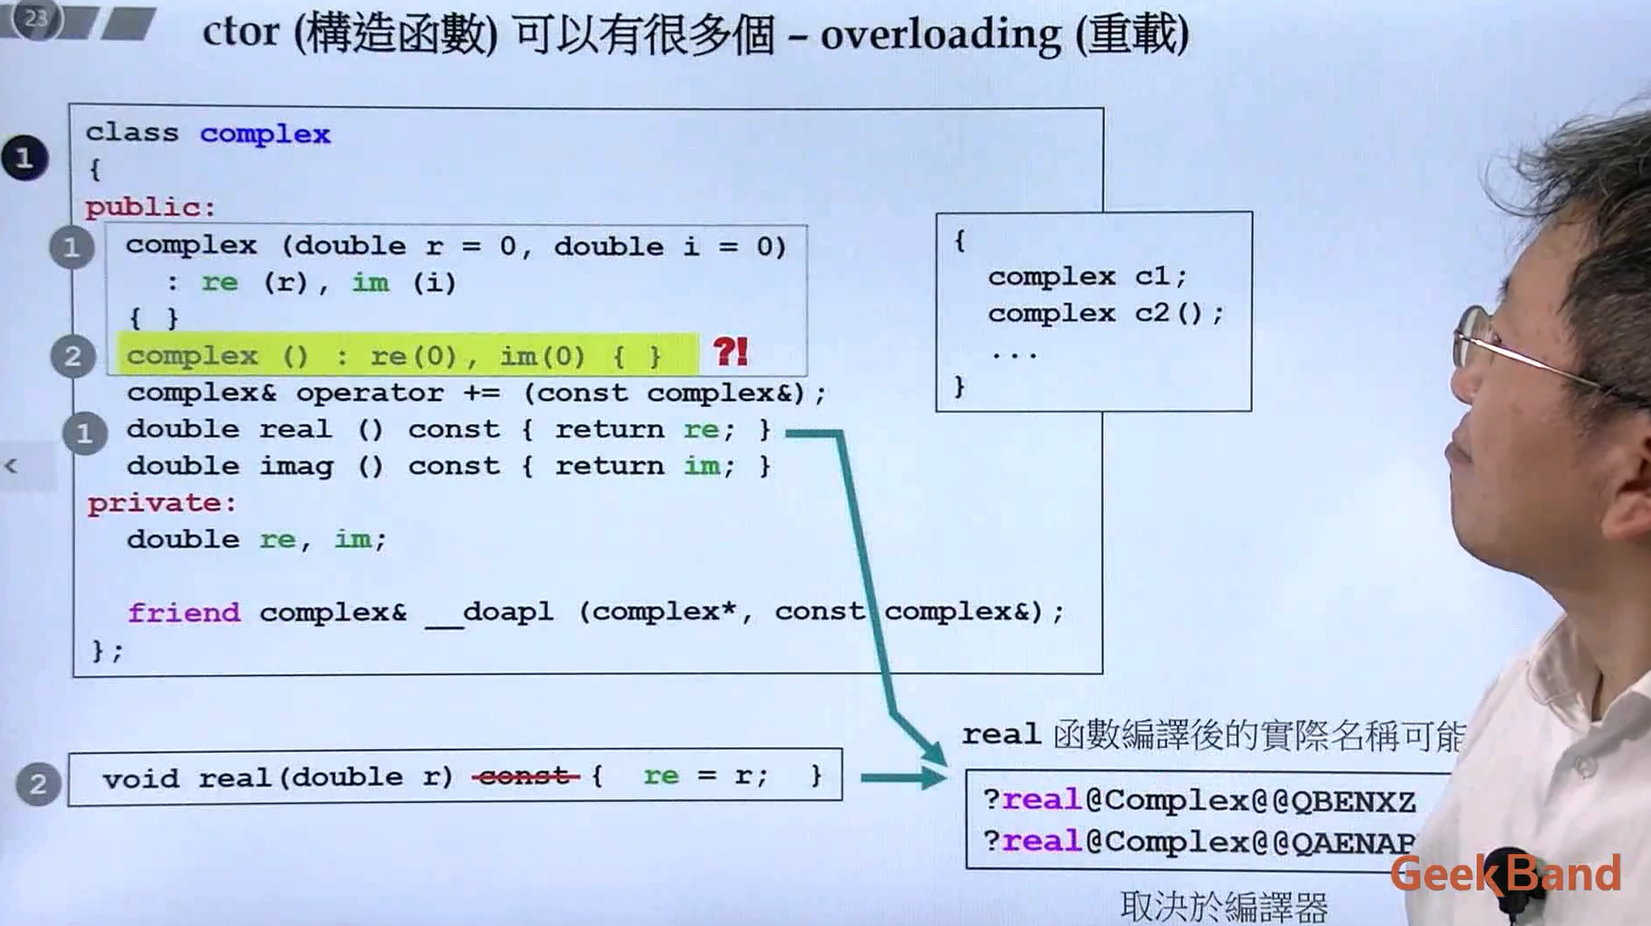 23
ctor (構造函數) 可以有很多個 – overloading (重載)
1
class complex
{
public:
1
complex (double r = 0, double i = 0)
: re (r), im (i)
{ }
2
complex () : re(0), im(0) { } ?!
complex& operator += (const complex&);
1
double real () const { return re; }
double imag () const { return im; }
private:
double re, im;
friend complex& __doapl (complex*, const complex&);
};
{
complex c1;
complex c2();
...
}
2
void real(double r) const { re = r; }
real 函數編譯後的實際名稱可能
?real@Complex@@QBENXZ
?real@Complex@@QAENAB
取決於編譯器
GeekBand